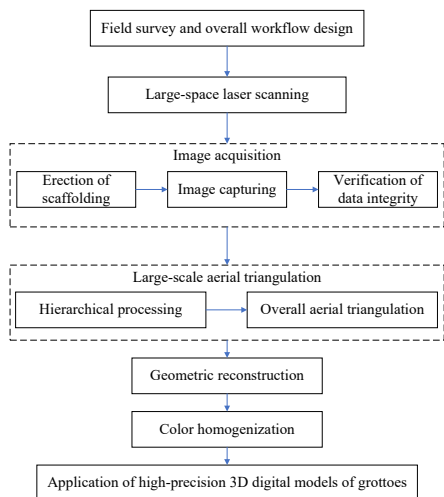 Field survey and overall workflow design
Large-space laser scanning
Image acquisition
Erection of
scaffolding
Image capturing
Verification of
data integrity
Large-scale aerial triangulation
Hierarchical processing
Overall aerial triangulation
Geometric reconstruction
Color homogenization
Application of high-precision 3D digital models of grottoes